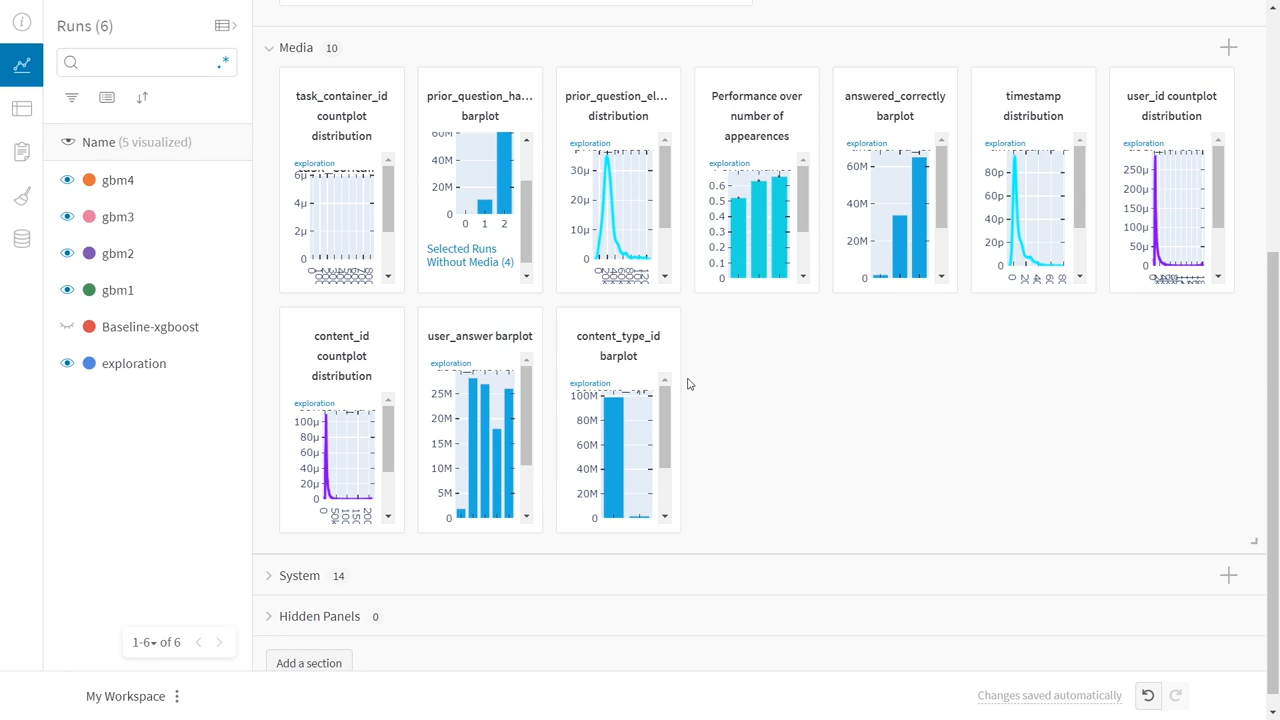 Runs (6)
.*
Name (5 visualized)
gbm4
gbm3
gbm2
gbm1
Baseline-xgboost
exploration
1-6 of 6
Media 10
task_container_id
countplot
distribution
exploration
6µ
4µ
2µ
0
prior_question_ha...
barplot
60M
40M
20M
0
0 1 2
Selected Runs
Without Media (4)
prior_question_el...
distribution
exploration
30µ
20µ
10µ
0
Performance over
number of
appearences
exploration
0.6
0.5
0.4
0.3
0.2
0.1
0
answered_correctly
barplot
exploration
60M
40M
20M
0
timestamp
distribution
exploration
80p
60p
40p
20p
0
user_id countplot
distribution
exploration
250µ
200µ
150µ
100µ
50µ
0
content_id
countplot
distribution
exploration
100µ
80µ
60µ
40µ
20µ
0
user_answer barplot
exploration
25M
20M
15M
10M
5M
0
content_type_id
barplot
exploration
100M
80M
60M
40M
20M
0
System 14
Hidden Panels 0
Add a section
My Workspace
Changes saved automatically